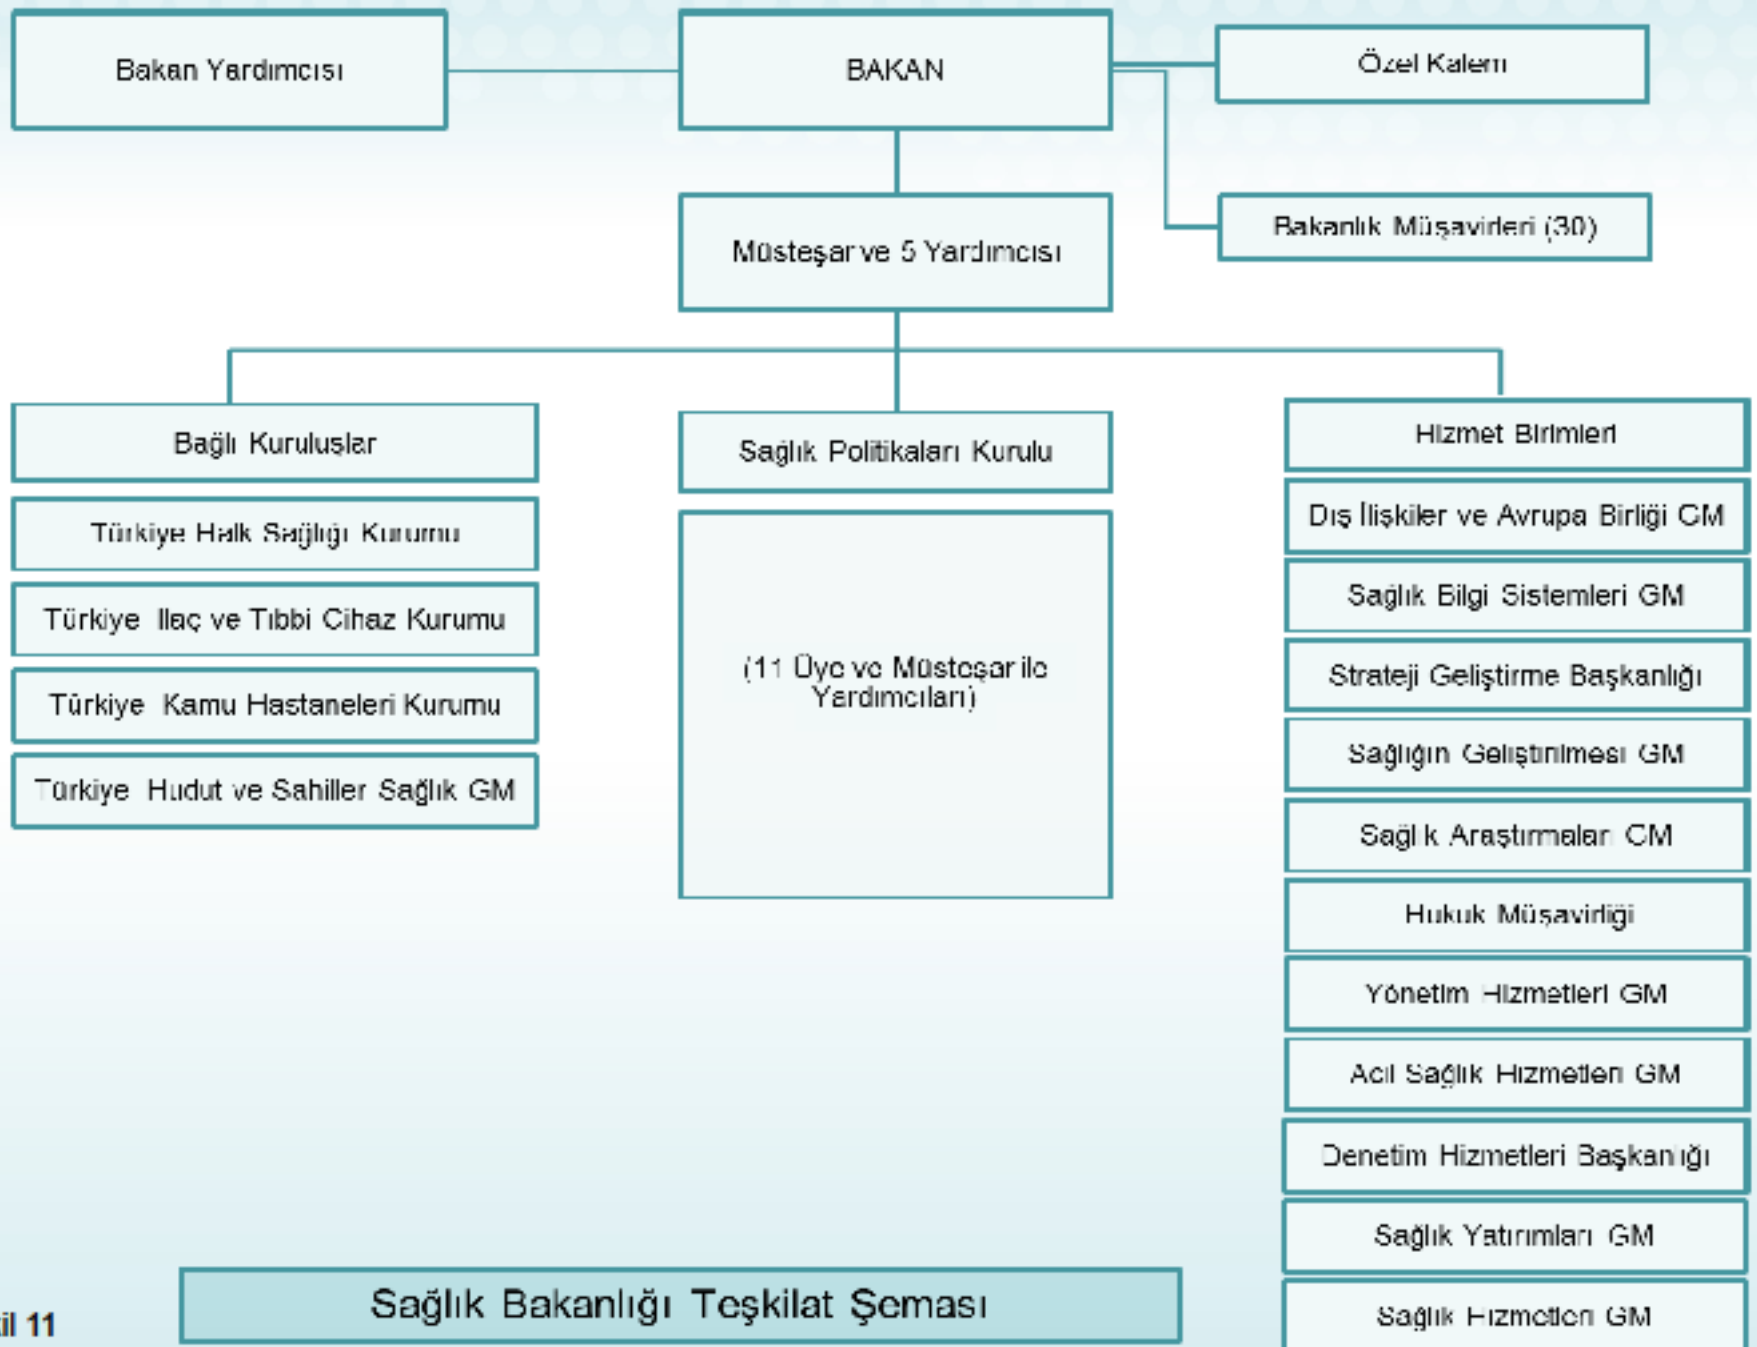 Bakan Yardımcısı
BAKAN
Özel Kalem
Müsteşar ve 5 Yardımcısı
Bakanlık Müşavirleri (30)
Bağlı Kuruluşlar
Türkiye Halk Sağlığı Kurumu
Türkiye İlaç ve Tıbbi Cihaz Kurumu
Türkiye Kamu Hastaneleri Kurumu
Türkiye Hudut ve Sahiller Sağlık GM
Sağlık Politikaları Kurulu
(11 Üye ve Müsteşar ile
Yardımcıları)
Hizmet Birimleri
Dış İlişkiler ve Avrupa Birliği GM
Sağlık Bilgi Sistemleri GM
Strateji Geliştirme Başkanlığı
Sağlığın Geliştirilmesi GM
Sağlık Araştırmaları GM
Hukuk Müşavirliği
Yönetim Hizmetleri GM
Acil Sağlık Hizmetleri GM
Denetim Hizmetleri Başkanlığı
Sağlık Yatırımları GM
Sağlık Hizmetleri GM
Sağlık Bakanlığı Teşkilat Şeması
il 11